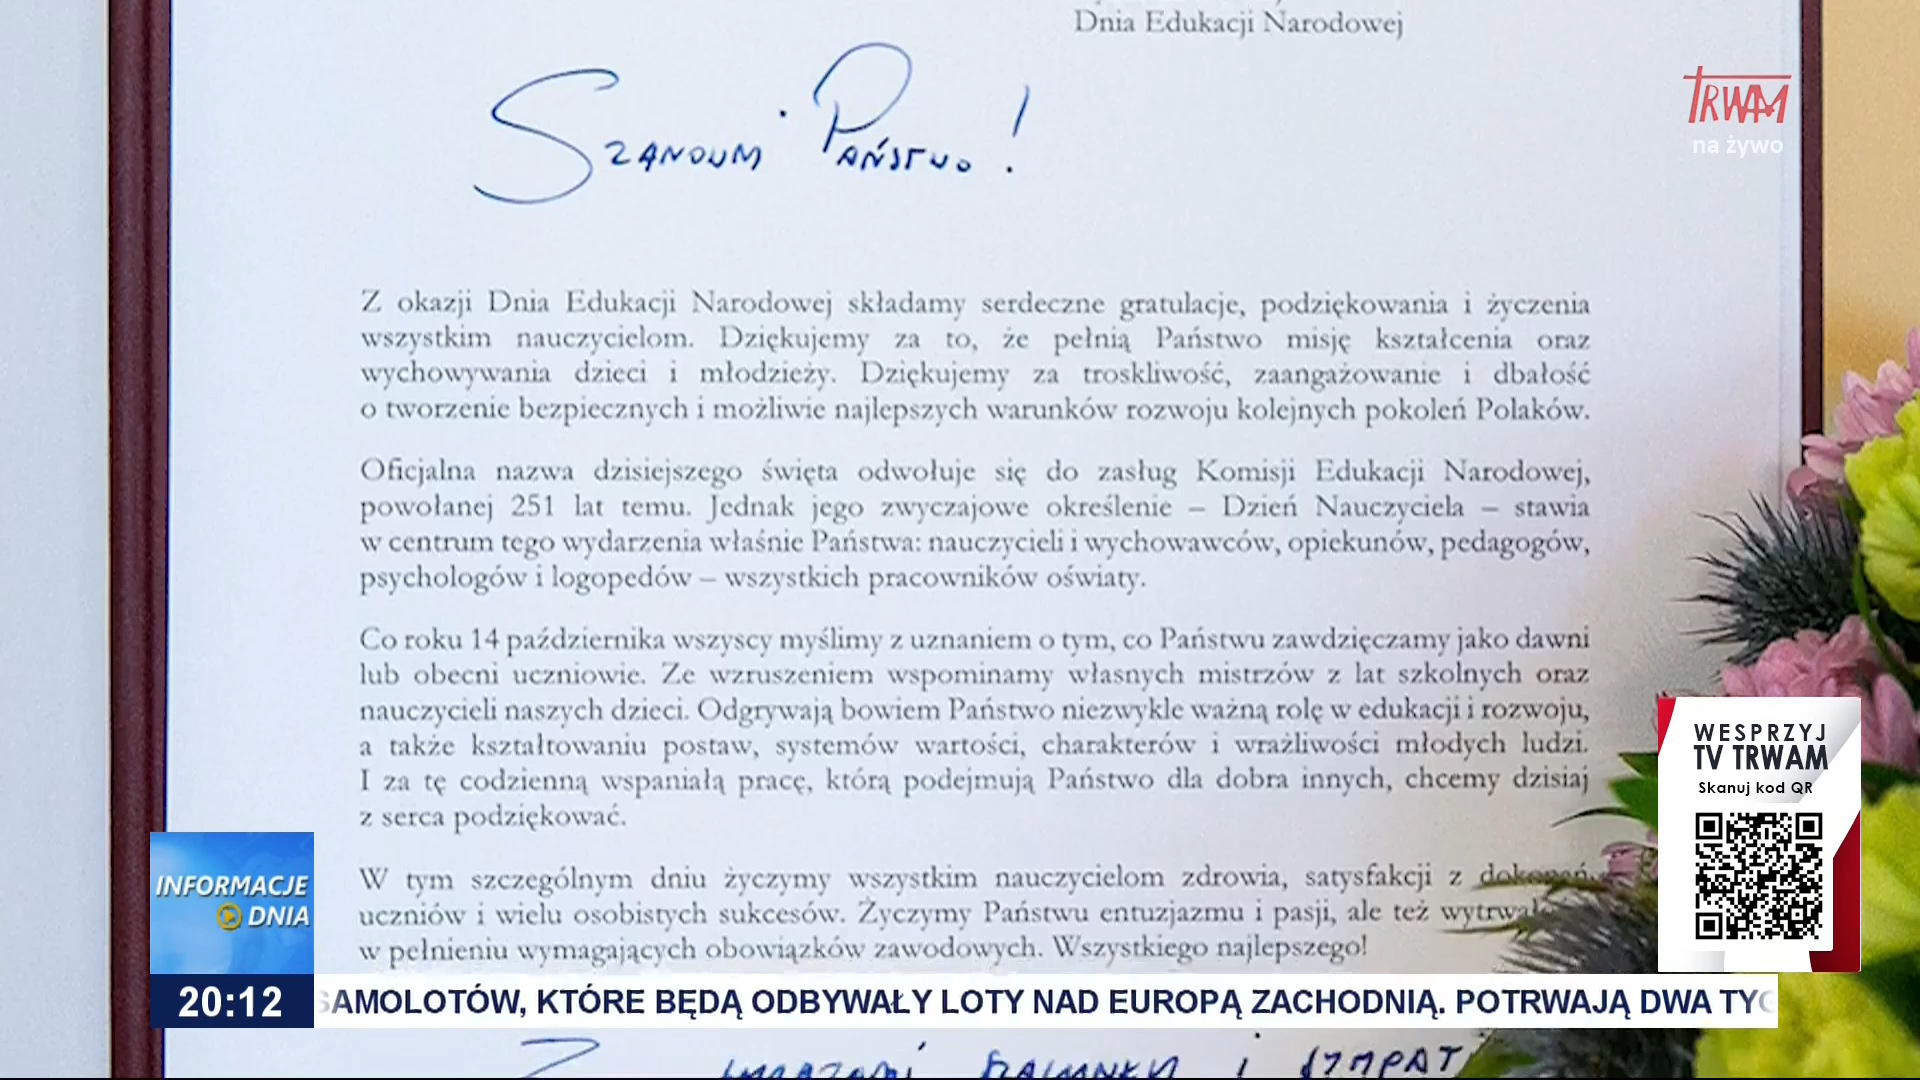 Dnia Edukacji Narodowej
Szanowni Państwo!
TRWAM
na żywo
Z okazji Dnia Edukacji Narodowej składamy serdeczne gratulacje, podziękowania i życzenia
wszystkim nauczycielom. Dziękujemy za to, że pełnią Państwo misję kształcenia oraz
wychowywania dzieci i młodzieży. Dziękujemy za troskliwość, zaangażowanie i dbałość
o tworzenie bezpiecznych i możliwie najlepszych warunków rozwoju kolejnych pokoleń Polaków.
Oficjalna nazwa dzisiejszego święta odwołuje się do zasług Komisji Edukacji Narodowej,
powołanej 251 lat temu. Jednak jego zwyczajowe określenie – Dzień Nauczyciela – stawia
w centrum tego wydarzenia właśnie Państwa: nauczycieli i wychowawców, opiekunów, pedagogów,
psychologów i logopedów – wszystkich pracowników oświaty.
Co roku 14 października wszyscy myślimy z uznaniem o tym, co Państwu zawdzięczamy jako dawni
lub obecni uczniowie. Ze wzruszeniem wspominamy własnych mistrzów z lat szkolnych oraz
nauczycieli naszych dzieci. Odgrywają bowiem Państwo niezwykle ważną rolę w edukacji i rozwoju,
a także kształtowaniu postaw, systemów wartości, charakterów i wrażliwości młodych ludzi.
I za tę codzienną wspaniałą pracę, którą podejmują Państwo dla dobra innych, chcemy dzisiaj
z serca podziękować.
W tym szczególnym dniu życzymy wszystkim nauczycielom zdrowia, satysfakcji z dokonań
uczniów i wielu osobistych sukcesów. Życzymy Państwu entuzjazmu i pasji, ale też
w pełnieniu wymagających obowiązków zawodowych. Wszystkiego najlepszego!
WESPRZYJ
TV TRWAM
Skanuj kod QR
INFORMACJE
DNIA
20:12 SAMOLOTÓW, KTÓRE BĘDĄ ODBYWAŁY LOTY NAD EUROPĄ ZACHODNIĄ. POTRWAJĄ DWA TYG
Z wyrazami szacunku i